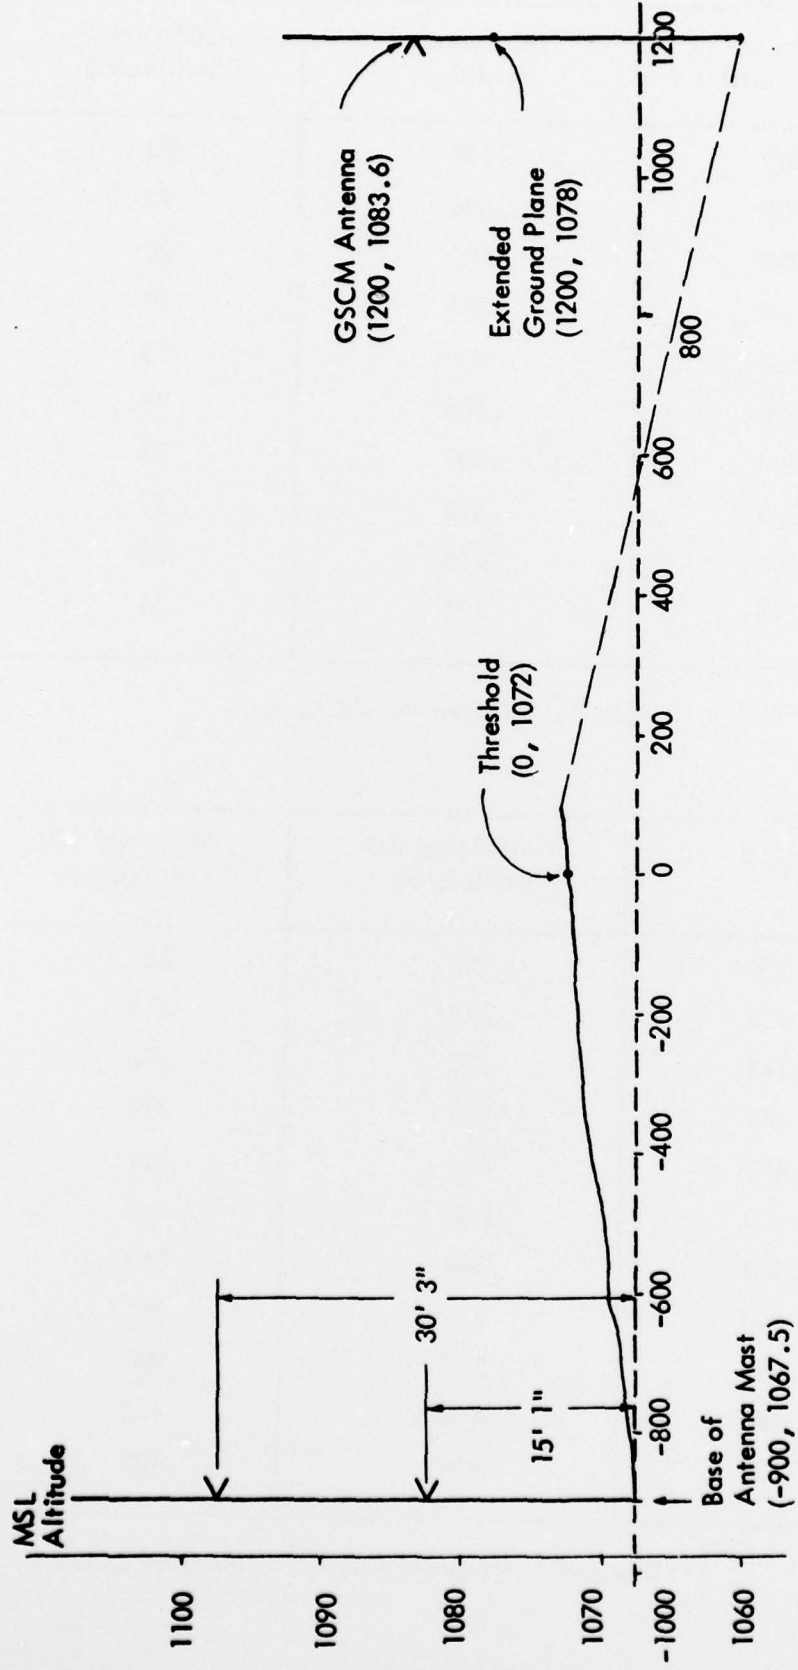 MSL
Altitude
1100
1090
1080
1070
1060
30' 3"
15' 1"
Base of
Antenna Mast
(-900, 1067.5)
Threshold
(0, 1072)
GSCM Antenna
(1200, 1083.6)
Extended
Ground Plane
(1200, 1078)
-1000
-800
-600
-400
-200
0
200
400
600
800
1000
1200